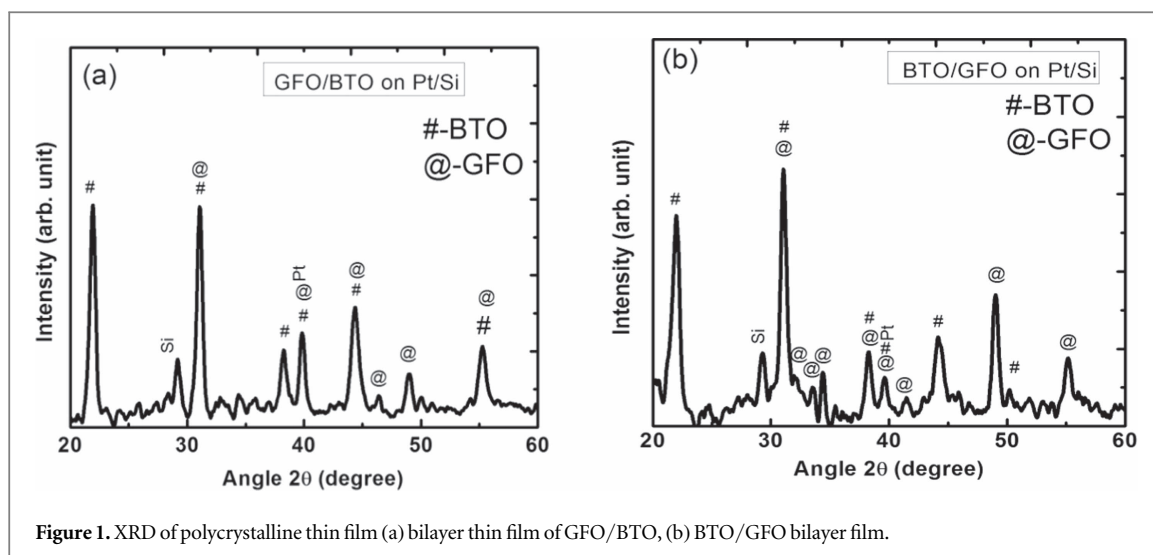 (a)
GFO/BTO on Pt/Si
#-BTO
@-GFO
Intensity (arb. unit)
#
Si
@
#
#
Pt
@
#
@
#
@
@
@
#
20 30 40 50 60
Angle 2θ (degree)
(b)
BTO/GFO on Pt/Si
#-BTO
@-GFO
Intensity (arb. unit)
#
Si
#
@
@
@
@
#
@
@#Pt
@
#
@
#
@
20 30 40 50 60
Angle 2θ (degree)
Figure 1. XRD of polycrystalline thin film (a) bilayer thin film of GFO/BTO, (b) BTO/GFO bilayer film.